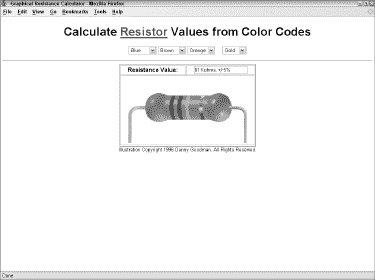 Graphical Resistance Calculator - Mozilla Firefox
File Edit View Go Bookmarks Tools Help
Calculate Resistor Values from Color Codes
Blue Brown Orange Gold
Resistance Value: 61 Kohms, +/-5%
Illustration Copyright 1996 Danny Goodman. All Rights Reserved.
Done